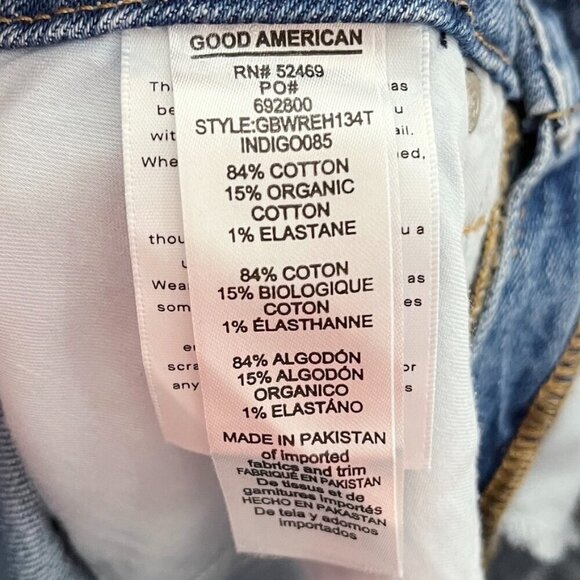 GOOD AMERICAN
RN# 52469
PO#
692800
STYLE:GBWREH134T
INDIGO085
84% COTTON
15% ORGANIC
COTTON
1% ELASTANE
84% COTON
15% BIOLOGIQUE
COTON
1% ÉLASTHANNE
84% ALGODÓN
15% ALGODÓN
ORGANICO
1% ELASTÁNO
MADE IN PAKISTAN
of imported
fabrics and trim
FABRIQUÉ EN PAKISTAN
De tissus et de
garnitures importés
HECHO EN PAKISTAN
De tela y adornos
importados